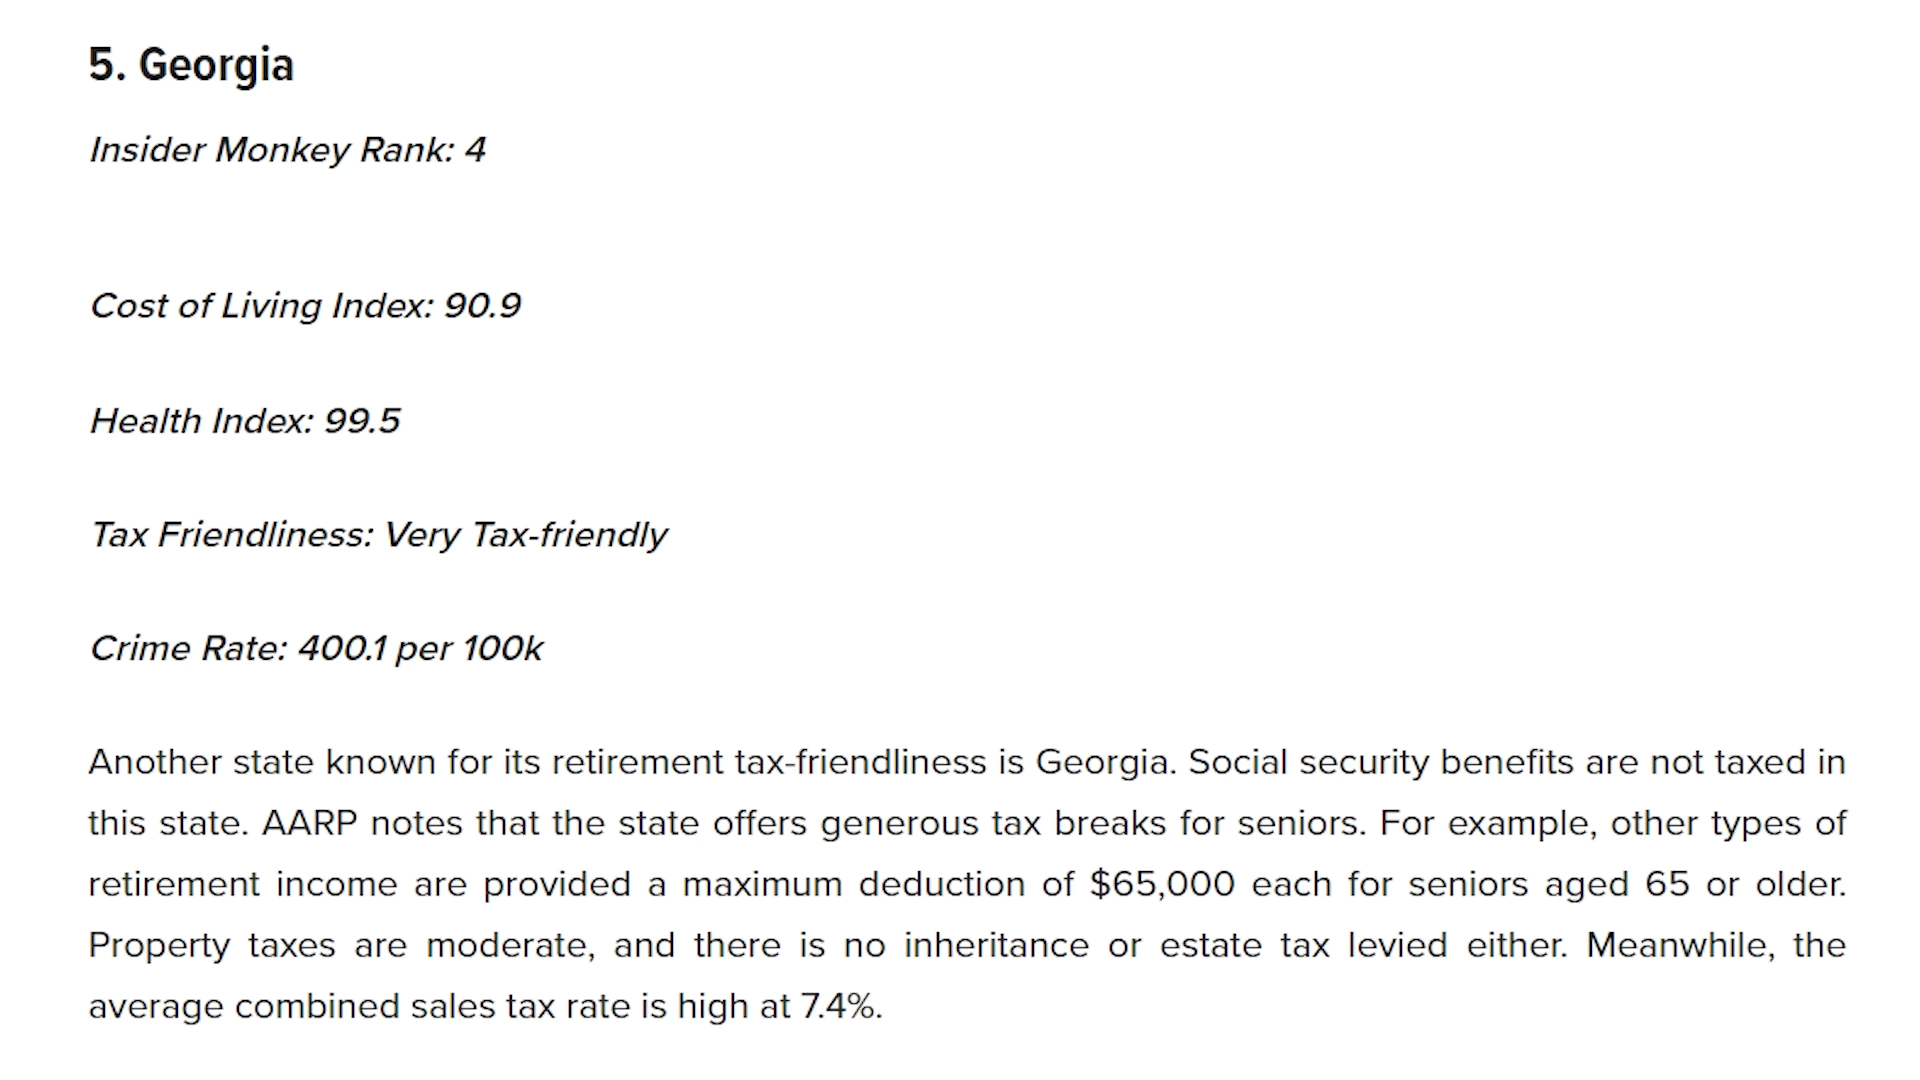 5. Georgia
Insider Monkey Rank: 4
Cost of Living Index: 90.9
Health Index: 99.5
Tax Friendliness: Very Tax-friendly
Crime Rate: 400.1 per 100k
Another state known for its retirement tax-friendliness is Georgia. Social security benefits are not taxed in
this state. AARP notes that the state offers generous tax breaks for seniors. For example, other types of
retirement income are provided a maximum deduction of $65,000 each for seniors aged 65 or older.
Property taxes are moderate, and there is no inheritance or estate tax levied either. Meanwhile, the
average combined sales tax rate is high at 7.4%.